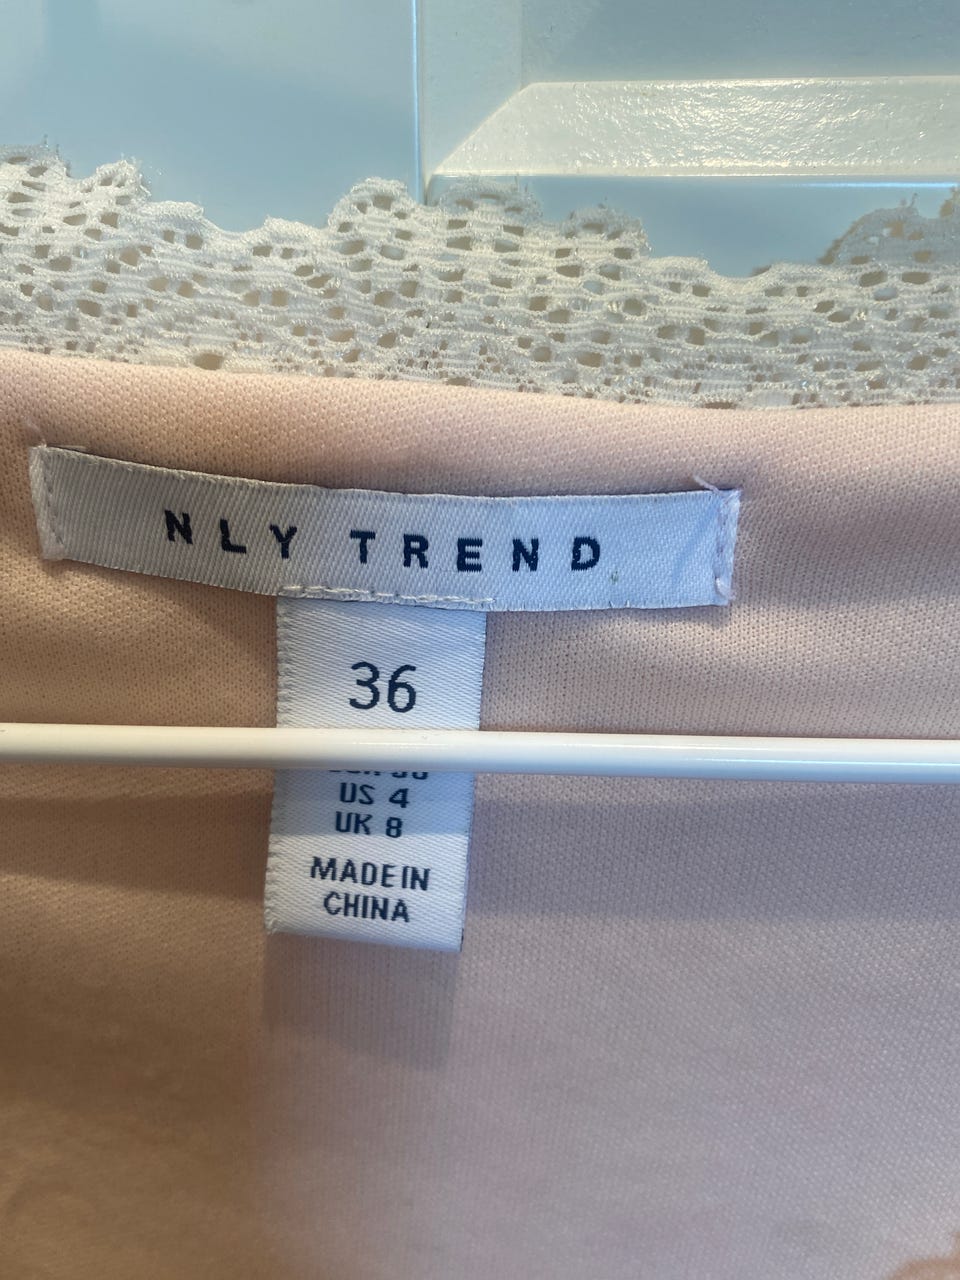 NLY TREND
36
US 4
UK 8
MADE IN
CHINA